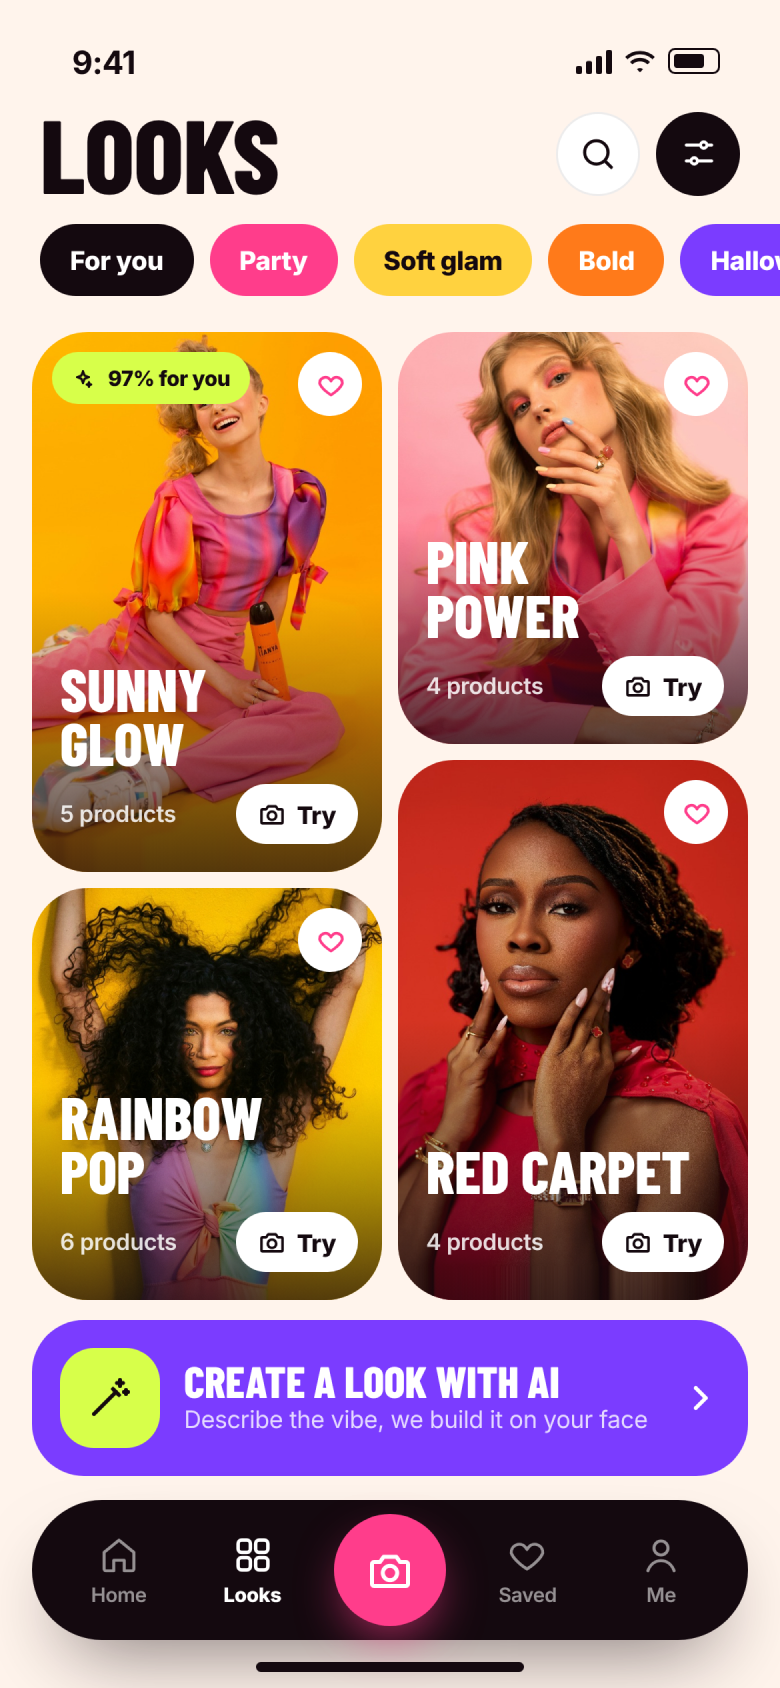 9:41
LOOKS
For you
Party
Soft glam
Bold
97% for you
SUNNY
GLOW
5 products
Try
PINK
POWER
4 products
Try
RAINBOW
POP
6 products
Try
RED CARPET
4 products
Try
CREATE A LOOK WITH AI
Describe the vibe, we build it on your face
Home
Looks
Saved
Me